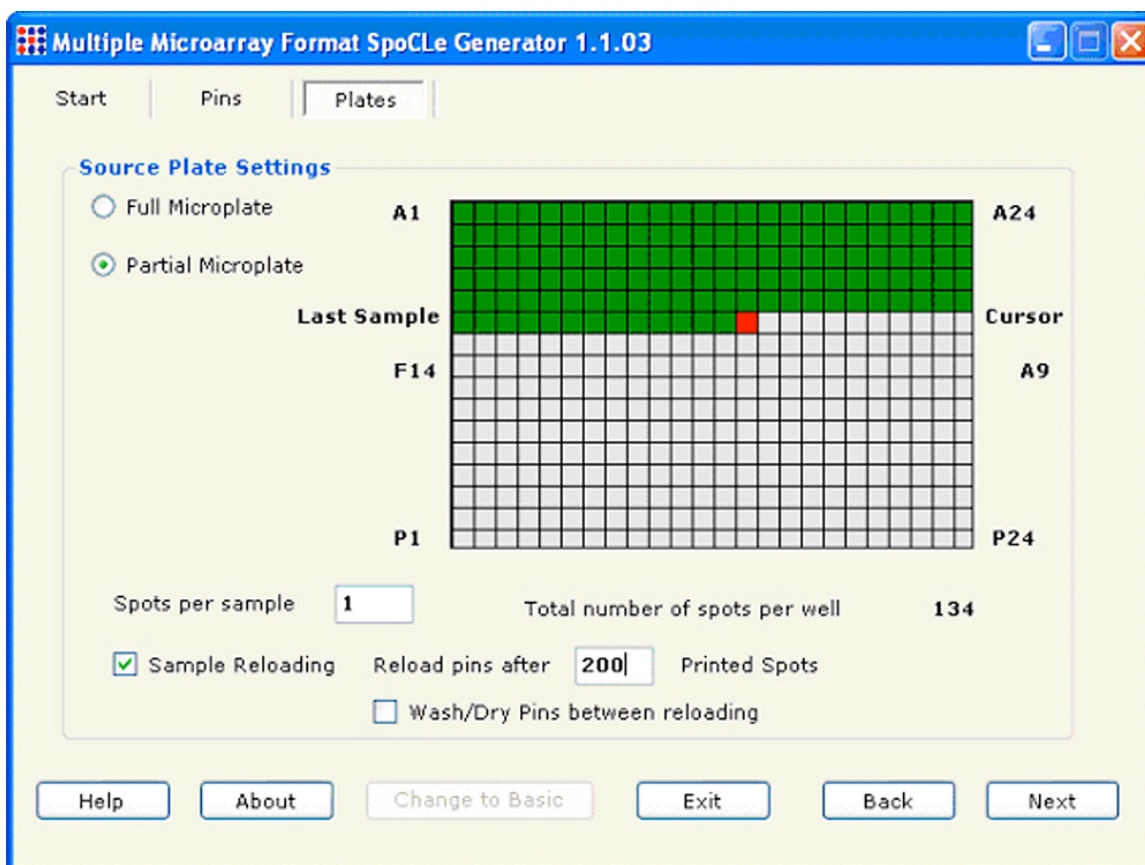 Multiple Microarray Format SpoCLe Generator 1.1.03
Start Pins Plates
Source Plate Settings
Full Microplate
A1 A24
Partial Microplate
Last Sample Cursor
F14 A9
P1 P24
Spots per sample 1 Total number of spots per well 134
Sample Reloading Reload pins after 200 Printed Spots
Wash/Dry Pins between reloading
Help About Change to Basic Exit Back Next